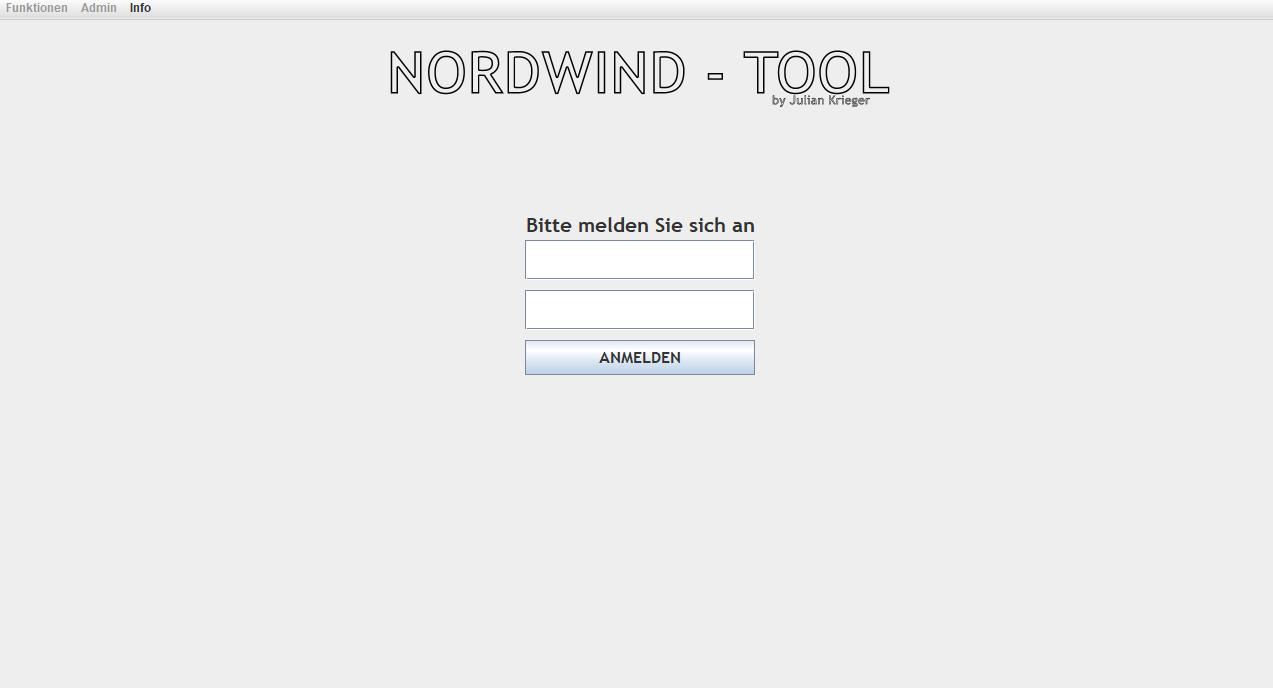 Funktionen Admin Info
NORDWIND - TOOL
by Julian Krieger
Bitte melden Sie sich an
ANMELDEN